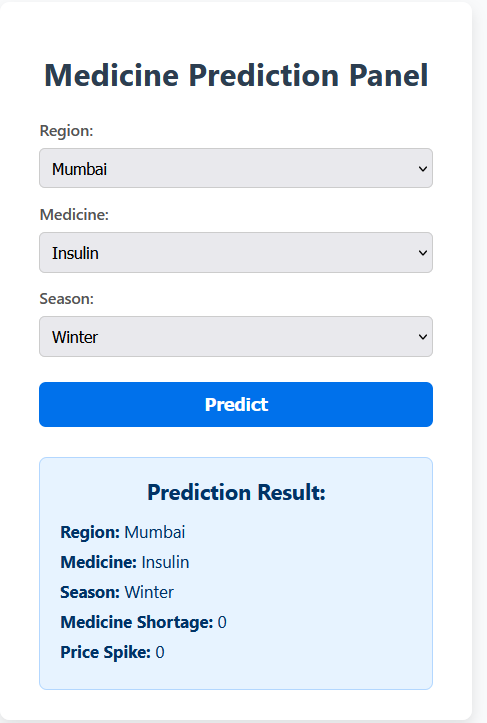 Medicine Prediction Panel
Region:
Mumbai
Medicine:
Insulin
Season:
Winter
Predict
Prediction Result:
Region: Mumbai
Medicine: Insulin
Season: Winter
Medicine Shortage: 0
Price Spike: 0